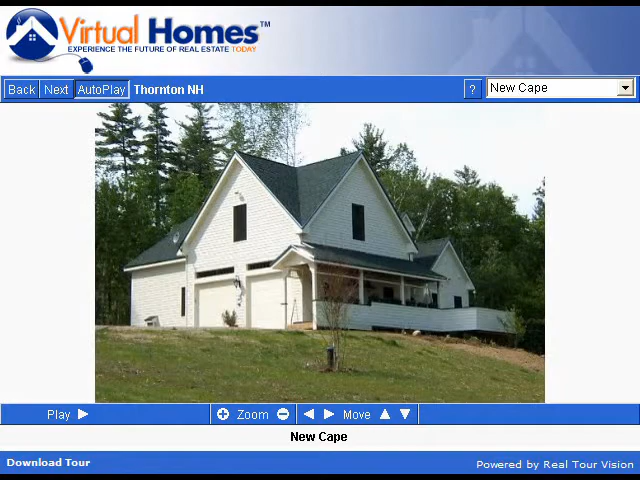 Virtual Homes™
EXPERIENCE THE FUTURE OF REAL ESTATE TODAY
Back Next AutoPlay Thornton NH ? New Cape
Play Zoom Move
New Cape
Download Tour Powered by Real Tour Vision